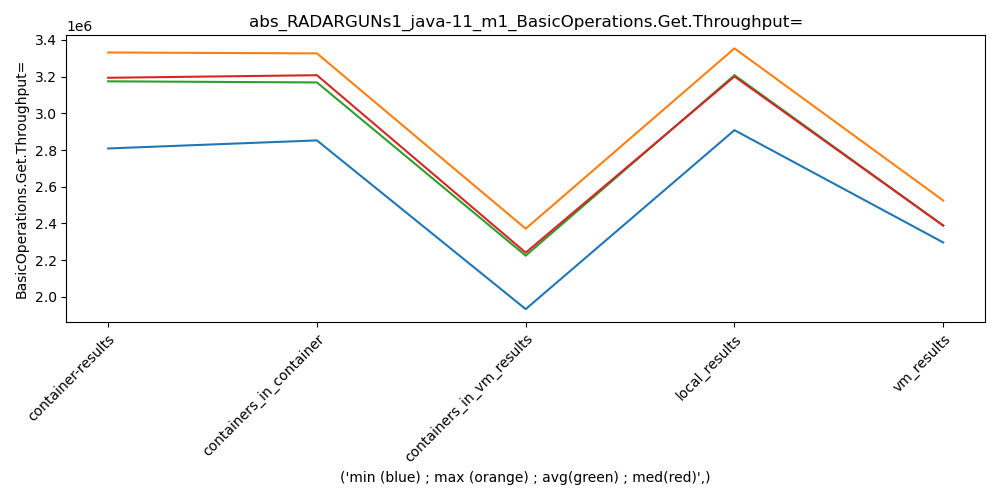 abs_RADARGUNs1_java-11_m1_BasicOperations.Get.Throughput=
1e6
3.4
3.2
3.0
2.8
2.6
2.4
2.2
2.0
BasicOperations.Get.Throughput=
container-results
containers_in_container
containers_in_vm_results
local_results
vm_results
('min (blue) ; max (orange) ; avg(green) ; med(red)',)